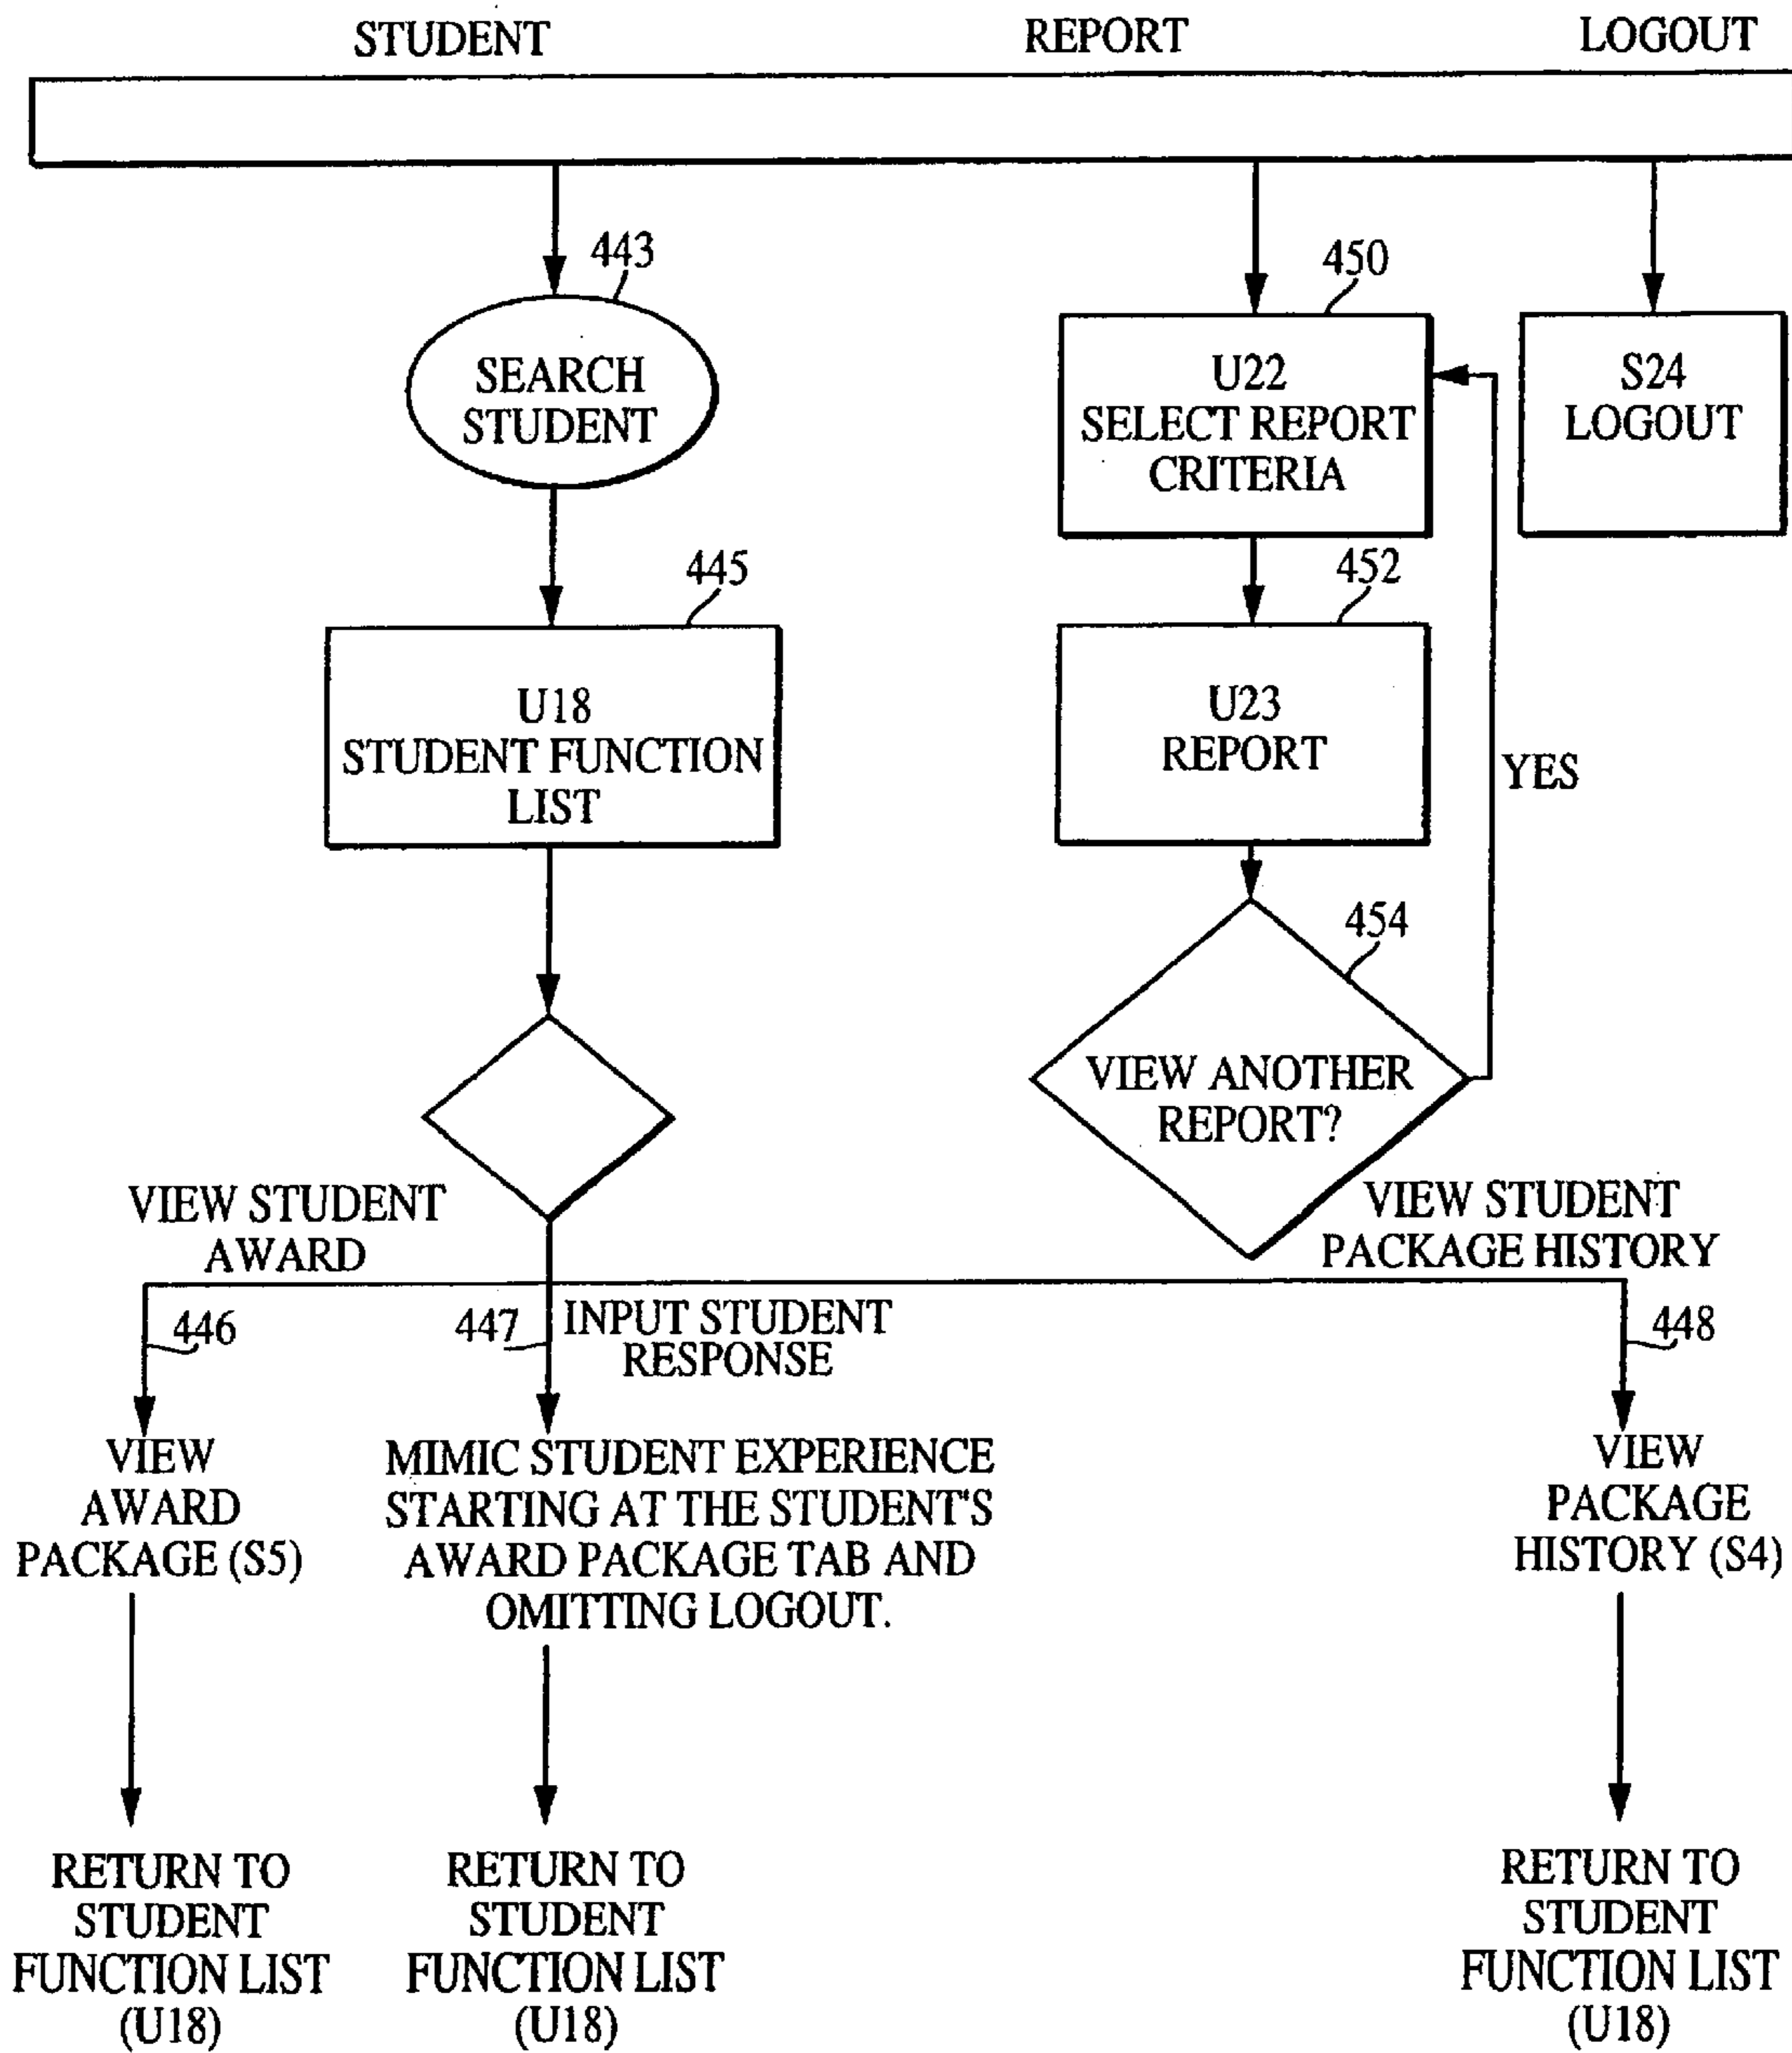 STUDENT
REPORT
LOGOUT
443
SEARCH
STUDENT
450
U22
SELECT REPORT
CRITERIA
S24
LOGOUT
445
U18
STUDENT FUNCTION
LIST
452
U23
REPORT
YES
454
VIEW ANOTHER
REPORT?
VIEW STUDENT
AWARD
VIEW STUDENT
PACKAGE HISTORY
446
447
INPUT STUDENT
RESPONSE
448
VIEW
AWARD
PACKAGE (S5)
MIMIC STUDENT EXPERIENCE
STARTING AT THE STUDENT'S
AWARD PACKAGE TAB AND
OMITTING LOGOUT.
VIEW
PACKAGE
HISTORY (S4)
RETURN TO
STUDENT
FUNCTION LIST
(U18)
RETURN TO
STUDENT
FUNCTION LIST
(U18)
RETURN TO
STUDENT
FUNCTION LIST
(U18)